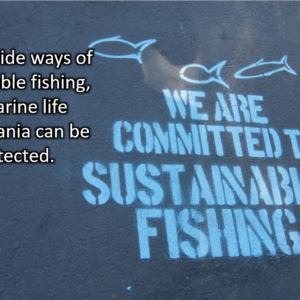 ide ways of
ble fishing,
arine life
ania can be
tected.
WE ARE
COMMITTED T
SUSTAINAB
FISHING